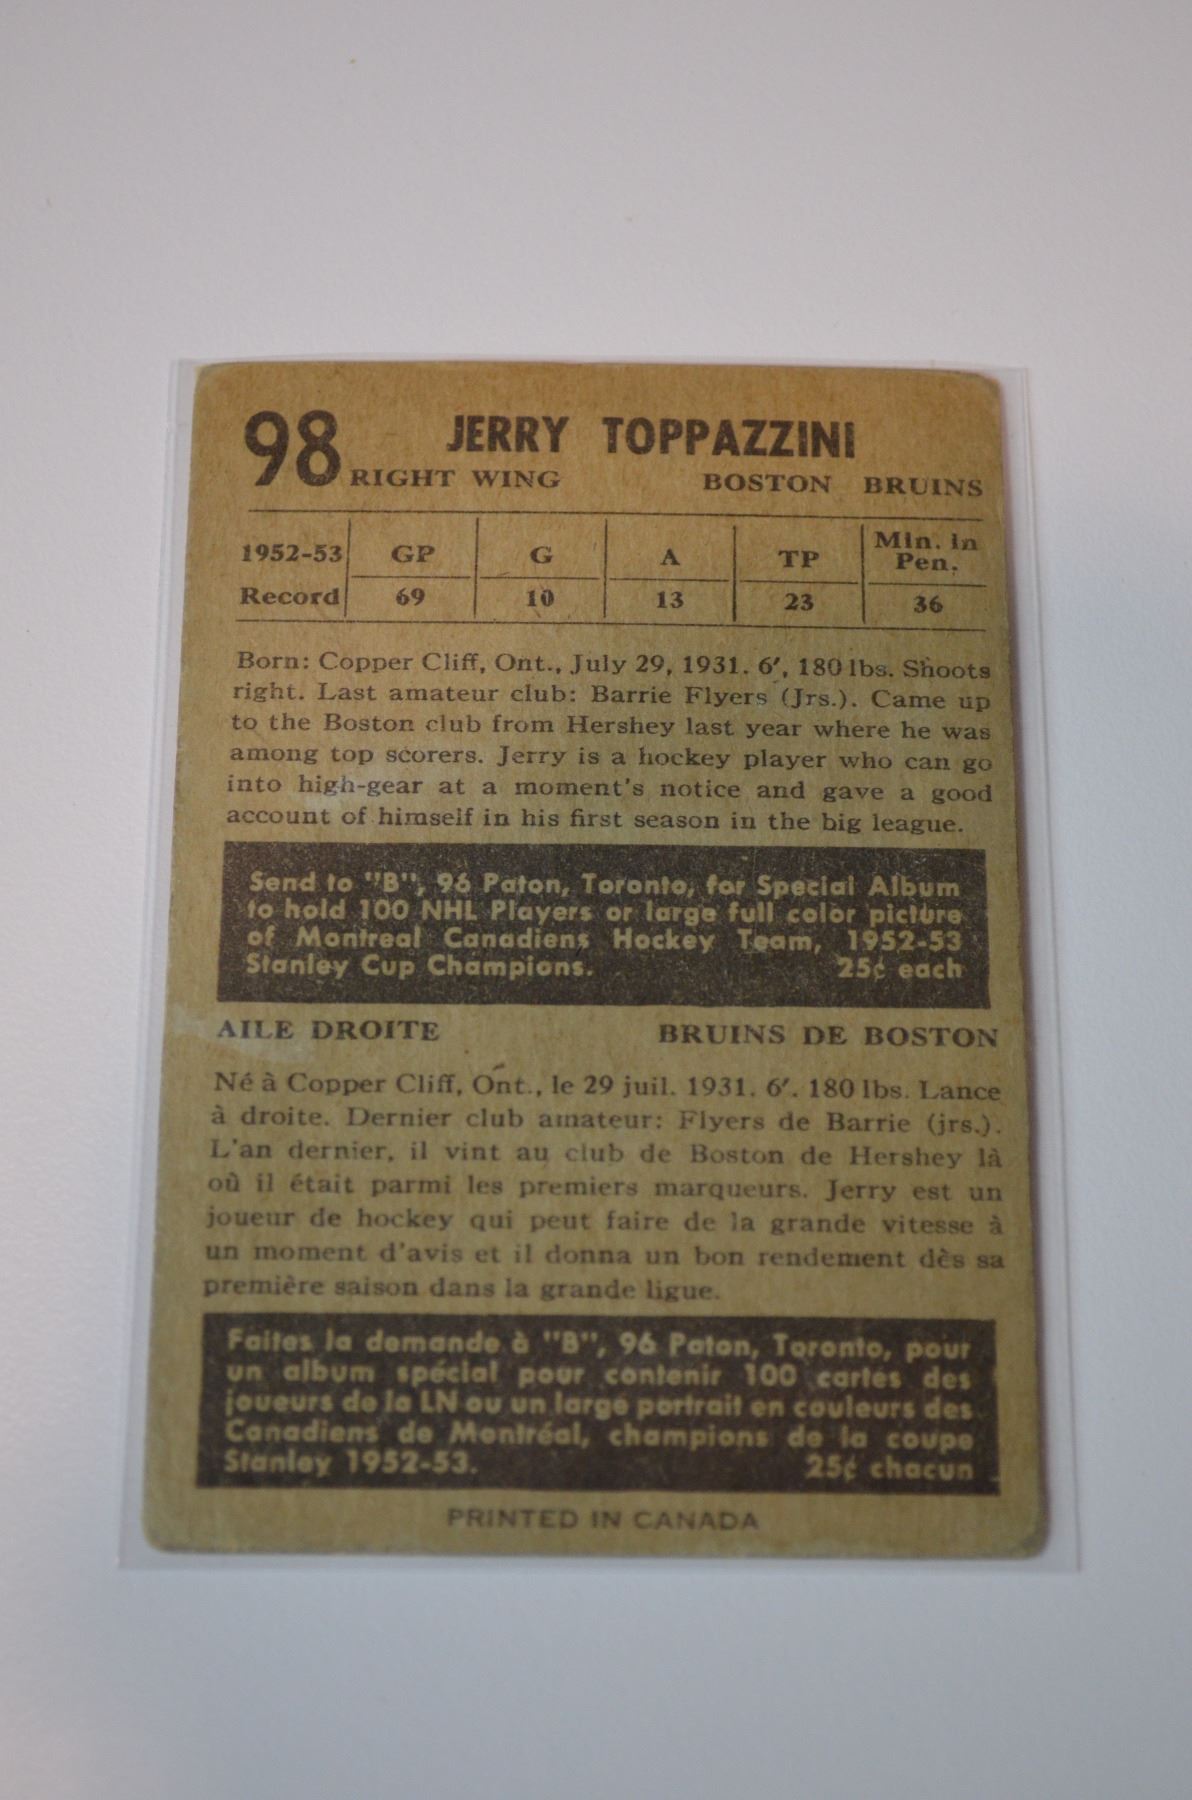 98 JERRY TOPPAZZINI
RIGHT WING BOSTON BRUINS
1952-53 GP G A TP Min. in Pen.
Record 69 10 13 23 36
Born: Copper Cliff, Ont., July 29, 1931. 6', 180 lbs. Shoots
right. Last amateur club: Barrie Flyers (Jrs.). Came up
to the Boston club from Hershey last year where he was
among top scorers. Jerry is a hockey player who can go
into high-gear at a moment's notice and gave a good
account of himself in his first season in the big league.
Send to "B", 96 Paton, Toronto, for Special Album
to hold 100 NHL Players or large full color picture
of Montreal Canadiens Hockey Team, 1952-53
Stanley Cup Champions. 25¢ each
AILE DROITE BRUINS DE BOSTON
Né à Copper Cliff, Ont., le 29 juil. 1931. 6'. 180 lbs. Lance
à droite. Dernier club amateur: Flyers de Barrie (jrs.).
L'an dernier, il vint au club de Boston de Hershey là
où il était parmi les premiers marqueurs. Jerry est un
joueur de hockey qui peut faire de la grande vitesse à
un moment d'avis et il donna un bon rendement dès sa
première saison dans la grande ligue.
Faites la demande à "B", 96 Paton, Toronto, pour
un album spécial pour contenir 100 cartes des
joueurs de la LN ou un large portrait en couleurs des
Canadiens de Montréal, champions de la coupe
Stanley 1952-53. 25¢ chacun
PRINTED IN CANADA